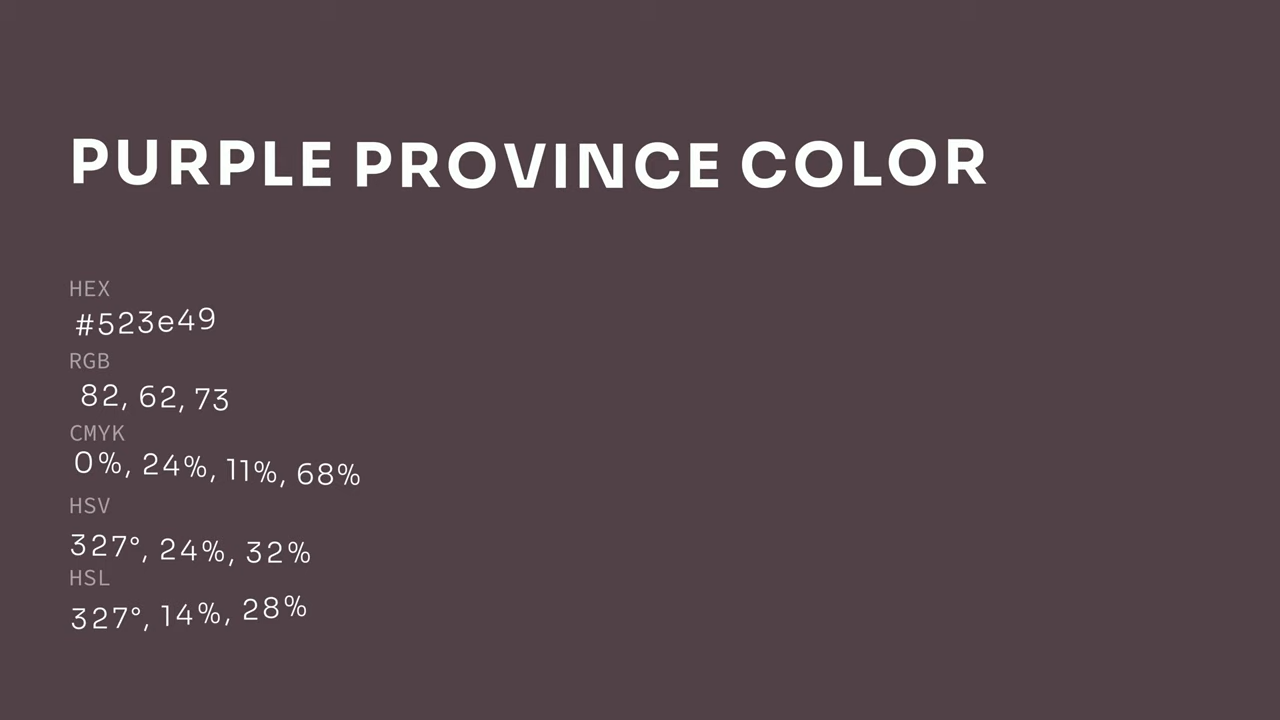 PURPLE PROVINCE COLOR
HEX
#523e49
RGB
82, 62, 73
CMYK
0%, 24%, 11%, 68%
HSV
327°, 24%, 32%
HSL
327°, 14%, 28%